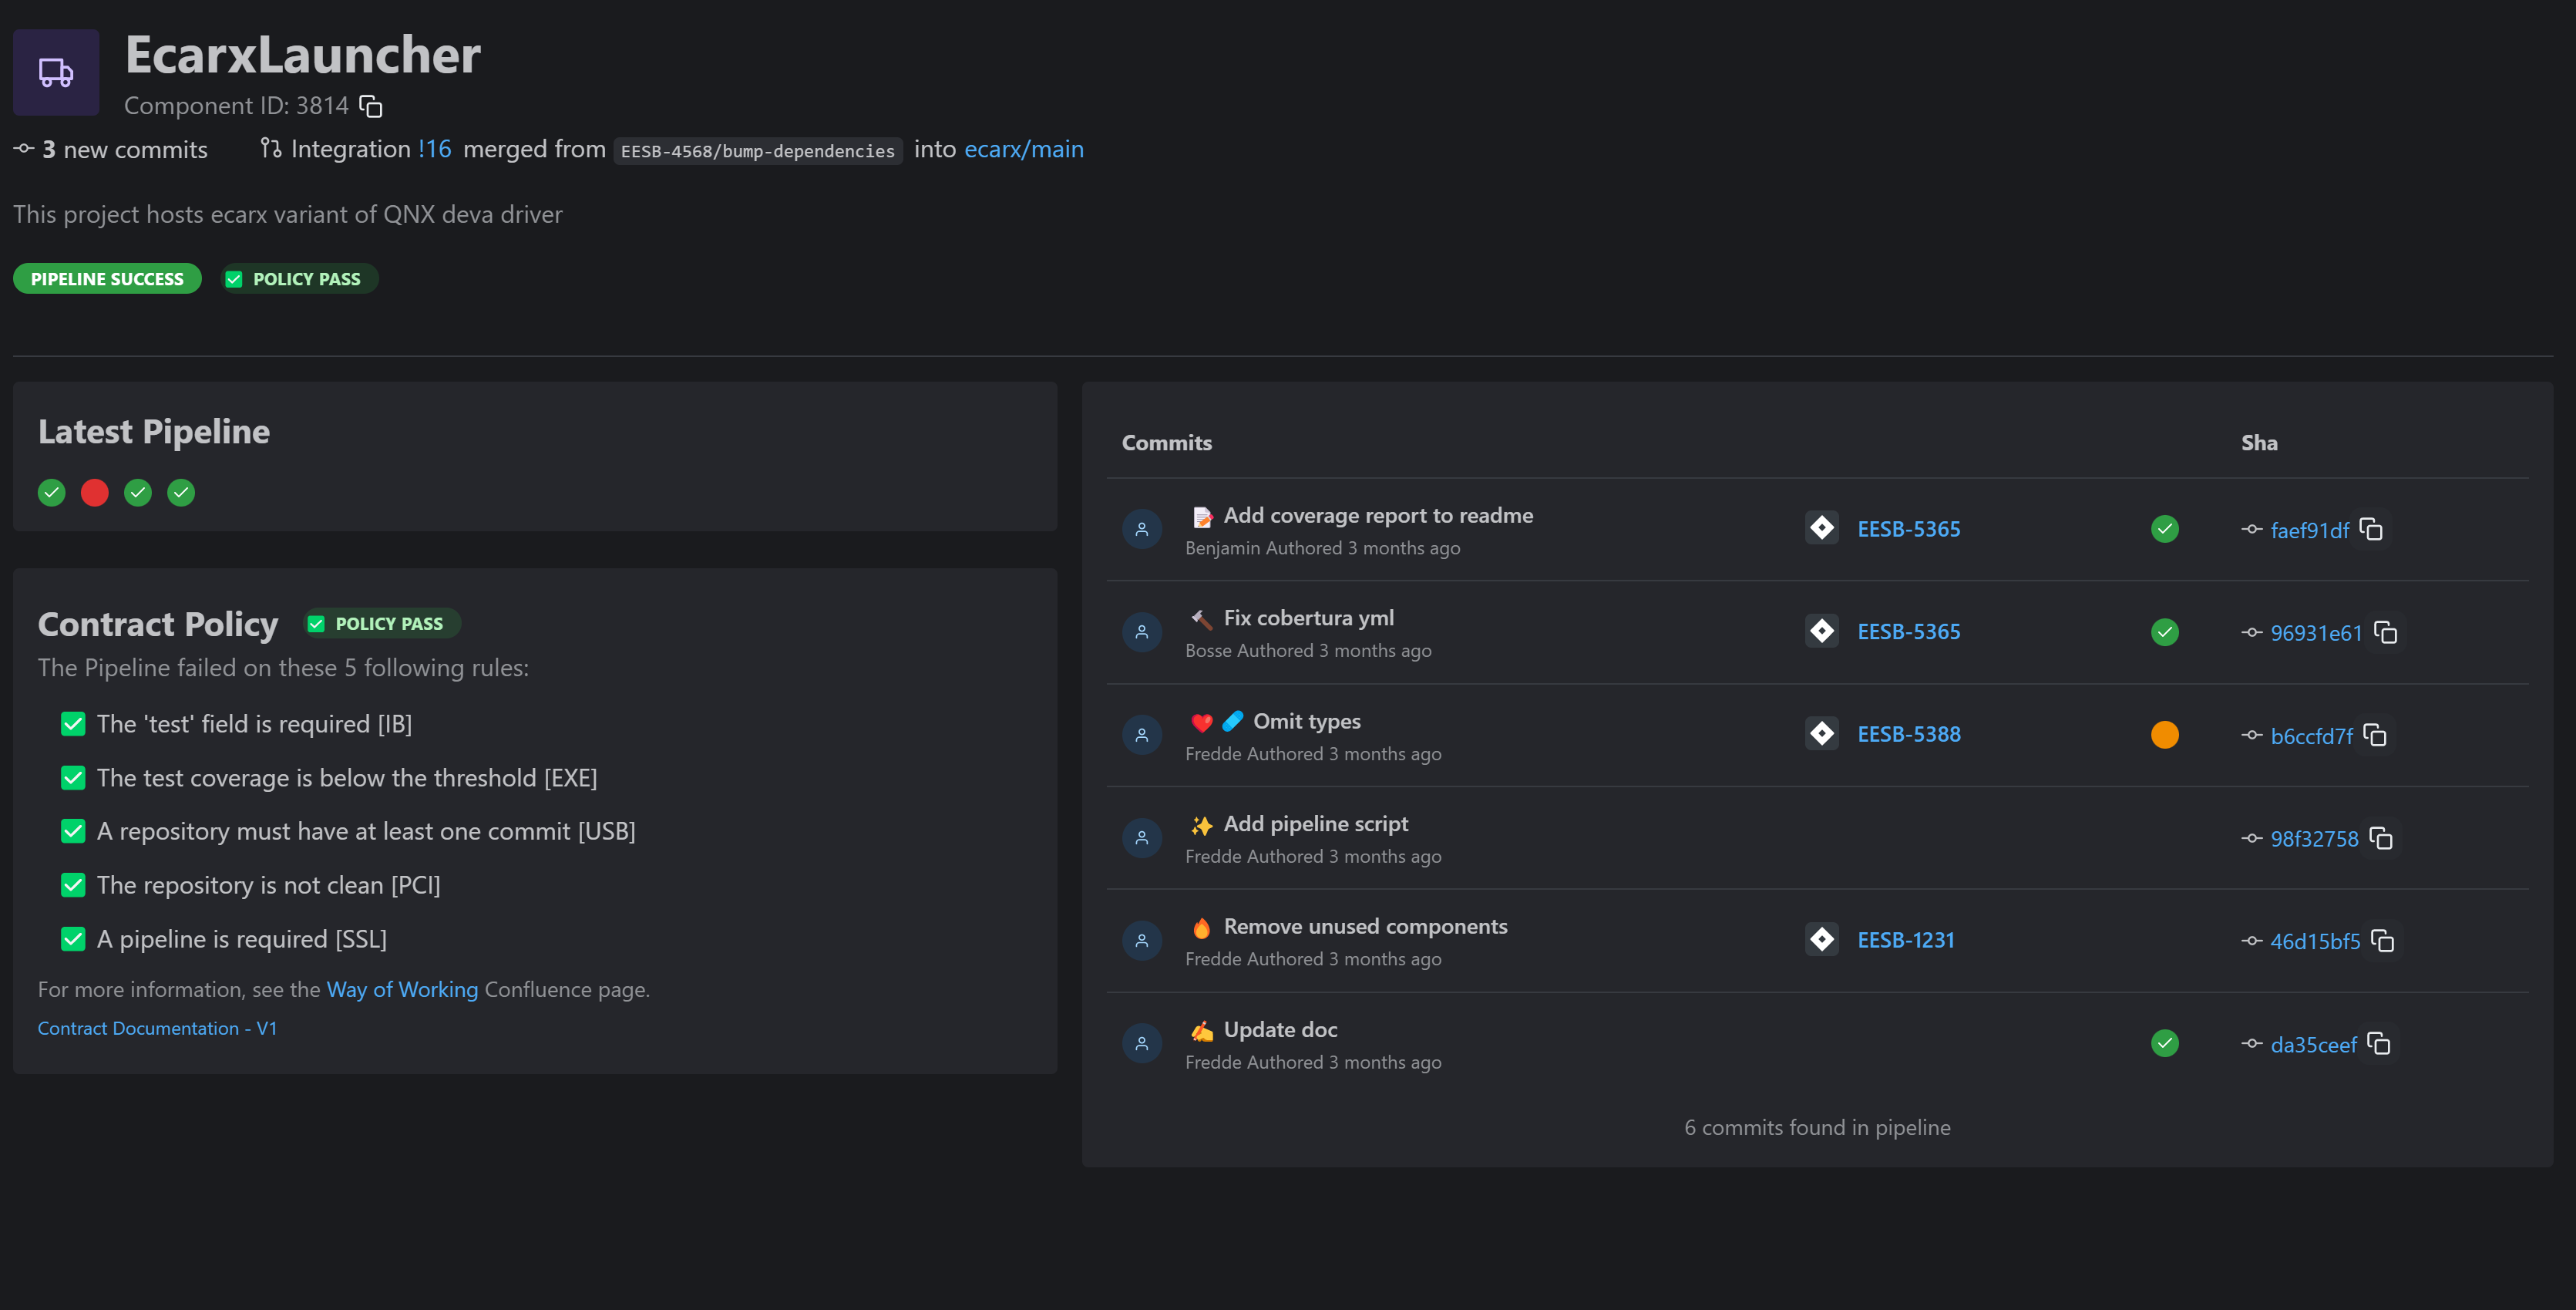 EcarxLauncher
Component ID: 3814
3 new commits
Integration !16 merged from EESB-4568/bump-dependencies into ecarx/main
This project hosts ecarx variant of QNX deva driver
PIPELINE SUCCESS
POLICY PASS
Latest Pipeline
Contract Policy
POLICY PASS
The Pipeline failed on these 5 following rules:
The 'test' field is required [IB]
The test coverage is below the threshold [EXE]
A repository must have at least one commit [USB]
The repository is not clean [PCI]
A pipeline is required [SSL]
For more information, see the Way of Working Confluence page.
Contract Documentation - V1
Commits
Sha
Add coverage report to readme
Benjamin Authored 3 months ago
EESB-5365
faef91df
Fix cobertura yml
Bosse Authored 3 months ago
EESB-5365
96931e61
Omit types
Fredde Authored 3 months ago
EESB-5388
b6ccfd7f
Add pipeline script
Fredde Authored 3 months ago
98f32758
Remove unused components
Fredde Authored 3 months ago
EESB-1231
46d15bf5
Update doc
Fredde Authored 3 months ago
da35ceef
6 commits found in pipeline